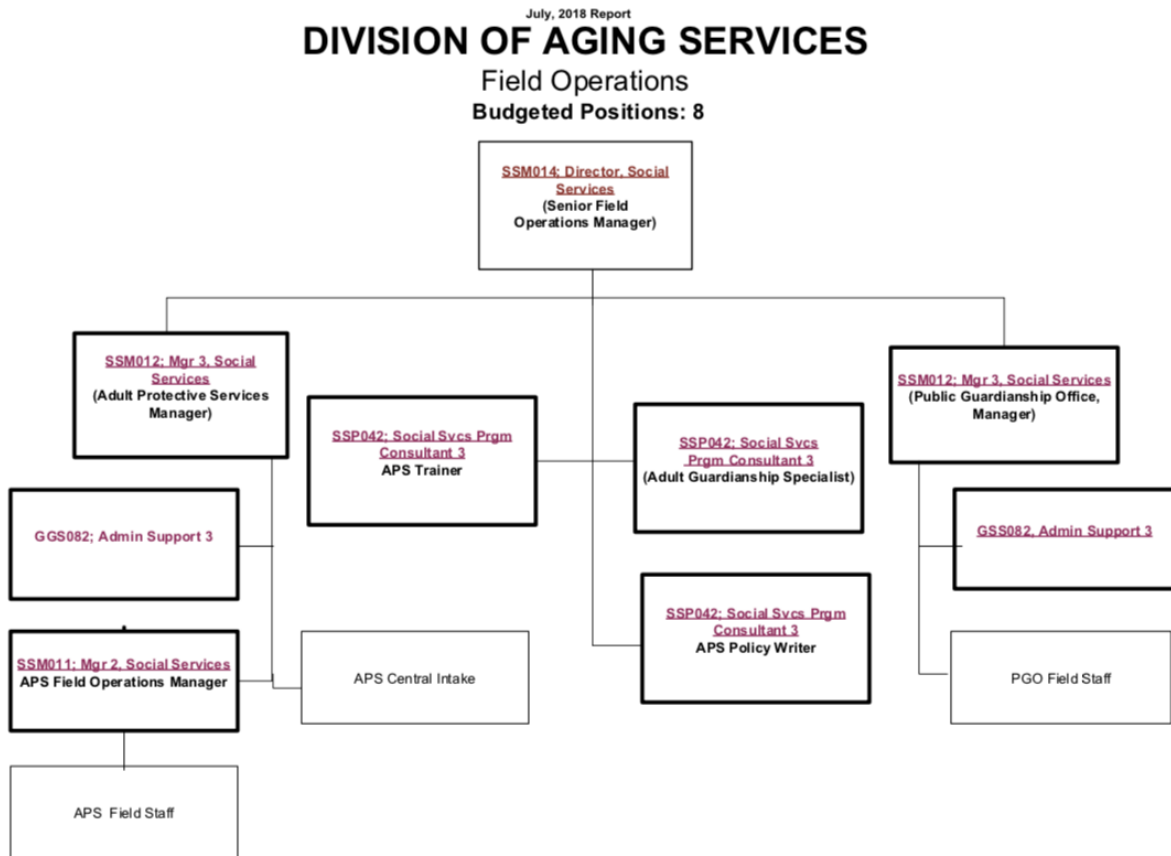 July, 2018 Report
DIVISION OF AGING SERVICES
Field Operations
Budgeted Positions: 8
SSM014; Director, Social
Services
(Senior Field
Operations Manager)
SSM012; Mgr 3, Social
Services
(Adult Protective Services
Manager)
SSP042; Social Svcs Prgm
Consultant 3
APS Trainer
SSP042; Social Svcs
Prgm Consultant 3
(Adult Guardianship Specialist)
SSM012; Mgr 3, Social Services
(Public Guardianship Office,
Manager)
GGS082; Admin Support 3
GSS082, Admin Support 3
SSM011; Mgr 2, Social Services
APS Field Operations Manager
APS Central Intake
SSP042; Social Svcs Prgm
Consultant 3
APS Policy Writer
PGO Field Staff
APS Field Staff